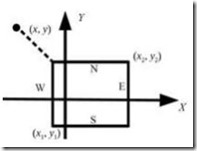 Y
(x, y)
(x₂, y₂)
N
W
E
X
S
(x₁, y₁)